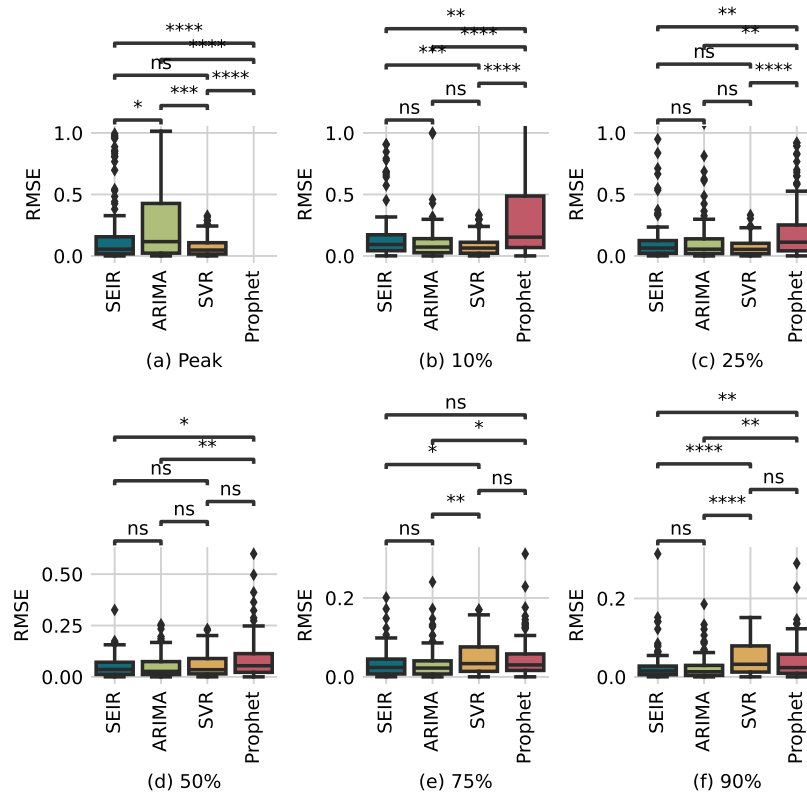 ****
****
ns
****
***
*
RMSE
1.0
0.5
0.0
SEIR
ARIMA
SVR
Prophet
(a) Peak
**
****
***
****
ns
ns
RMSE
1.0
0.5
0.0
SEIR
ARIMA
SVR
Prophet
(b) 10%
**
**
ns
****
ns
ns
RMSE
1.0
0.5
0.0
SEIR
ARIMA
SVR
Prophet
(c) 25%
*
**
ns
ns
ns
ns
RMSE
0.50
0.25
0.00
SEIR
ARIMA
SVR
Prophet
(d) 50%
ns
*
*
ns
**
ns
RMSE
0.2
0.0
SEIR
ARIMA
SVR
Prophet
(e) 75%
**
**
****
ns
****
ns
RMSE
0.2
0.0
SEIR
ARIMA
SVR
Prophet
(f) 90%